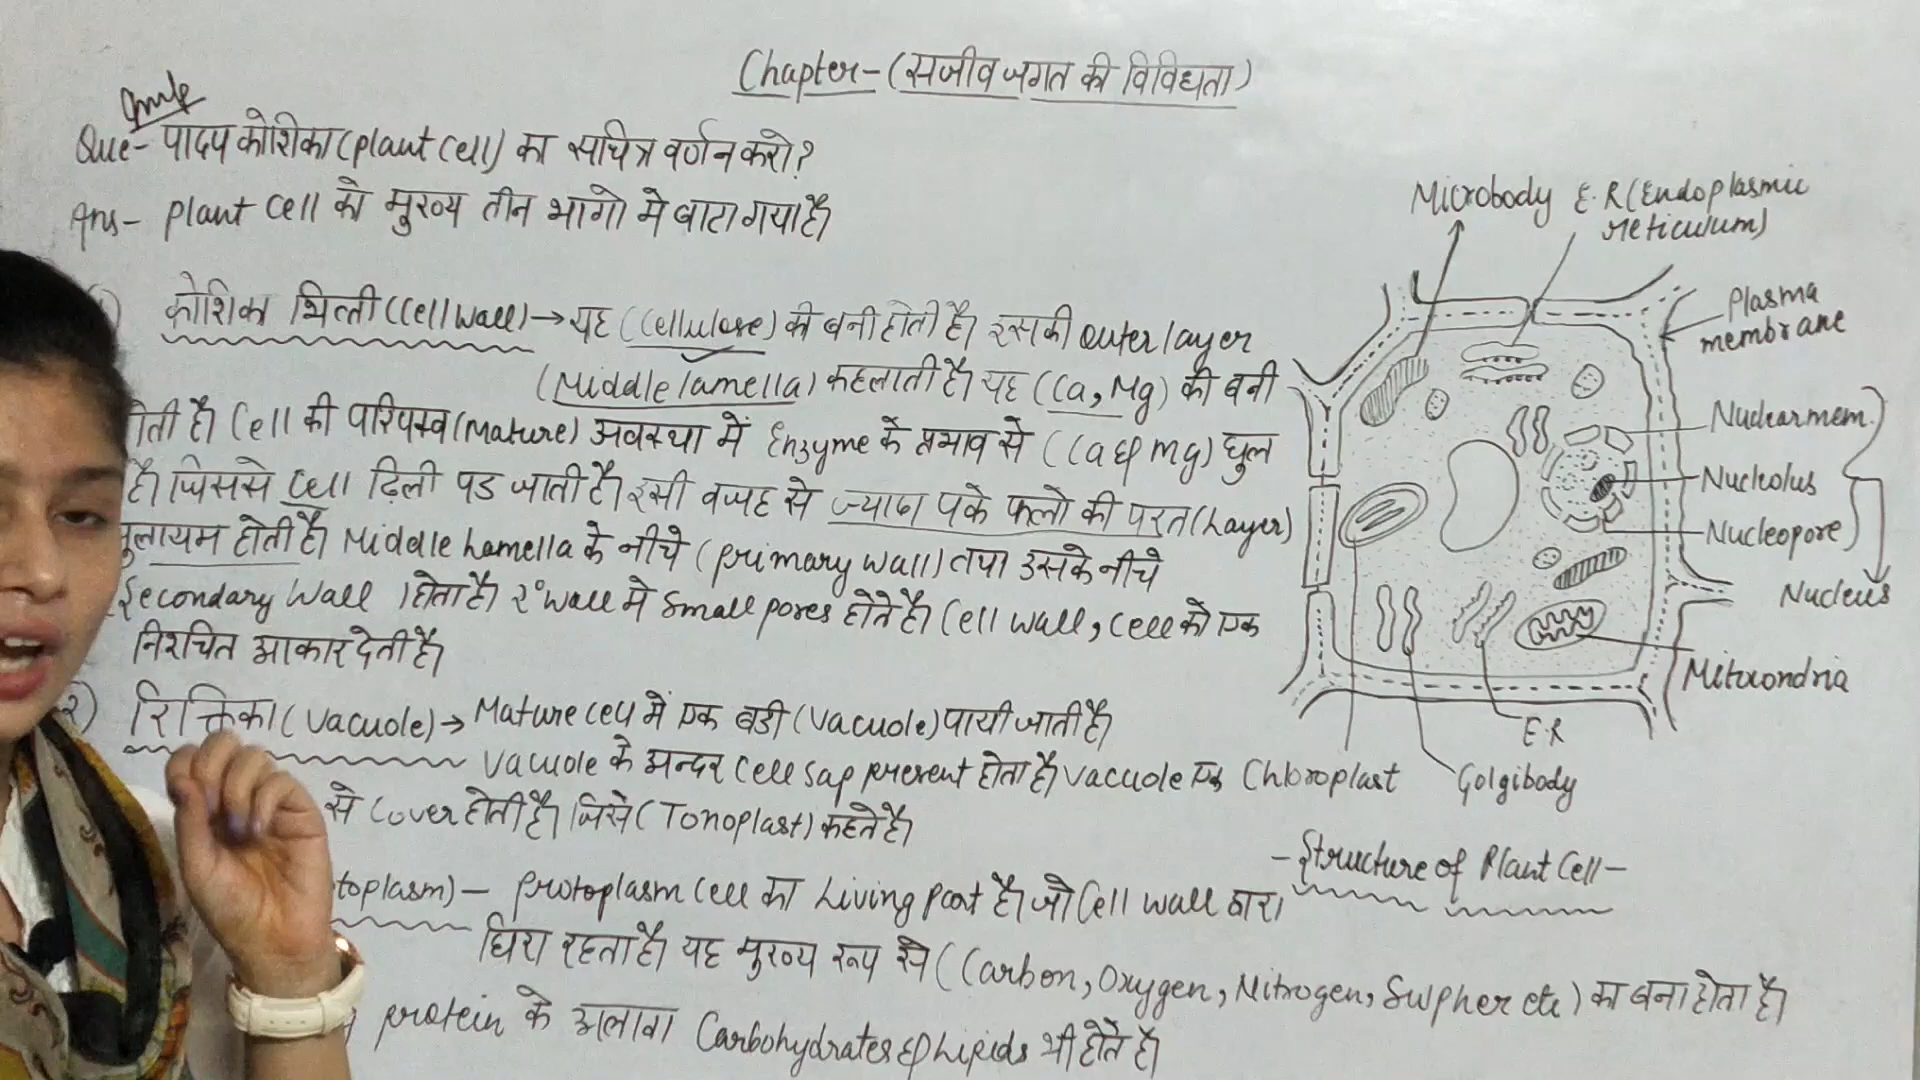 Chapter-(सजीव जगत की विविधता)
Que- पादप कोशिका (plant cell) का सचित्र वर्णन करो?
Ans- plant cell को मुख्य तीन भागो मे बाटा गया है
कोशिका भित्ती (cell wall) → यह (cellulose) की बनी होती है। इसकी outer layer
(Middle lamella) कहलाती है। यह (Ca, Mg) की बनी
होती है। Cell की परिपक्व (Mature) अवस्था में Enzyme के प्रभाव से (Ca & Mg) घुल
है। जिससे cell ढिली पड जाती है। इसी वजह से ज्यादा पके फलो की परत (Layer)
मुलायम होती है। Middle Lamella के नीचे (primary wall) तथा उसके नीचे
Secondary Wall) होता है। 2° wall मे small pores होते है। Cell wall, cell को एक
निश्चित आकार देती है।
2) रिक्तिका (Vacuole) → Mature cell में एक बडी (Vacuole) पायी जाती है।
Vacuole के अन्दर cell sap present होता है। Vacuole एक
से cover होती है। जिसे (Tonoplast) कहते है।
toplasm) - protoplasm cell का Living part है। जो Cell wall द्वारा
घिरा रहता है। यह मुख्य रूप से (Carbon, Oxygen, Nitrogen, Sulpher etc) का बना होता है।
protein के अलावा Carbohydrates & Lipids भी होते है।
Microbody
E.R (Endoplasmic
reticulum)
Plasma
membrane
Nuclearmem.
Nucleolus
Nucleopore
Nucleus
Mitocondria
E.R
Golgibody
Chloroplast
-Structure of Plant Cell-